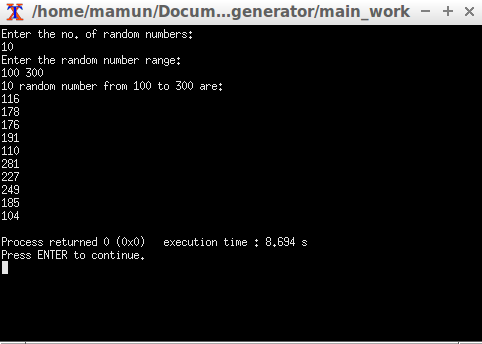 /home/mamun/Docum...generator/main_work
Enter the no. of random numbers:
10
Enter the random number range:
100 300
10 random number from 100 to 300 are:
116
178
176
191
110
281
227
249
185
104
Process returned 0 (0x0)   execution time : 8.694 s
Press ENTER to continue.